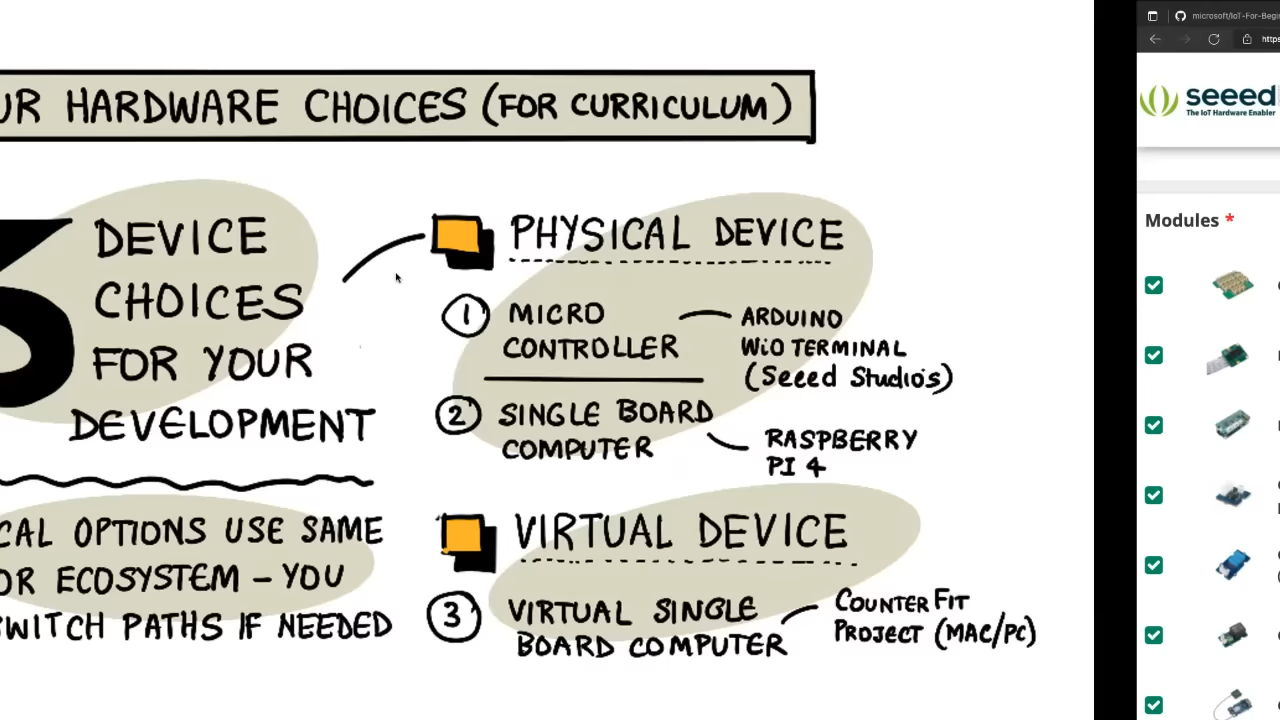 UR HARDWARE CHOICES (FOR CURRICULUM)
DEVICE
CHOICES
FOR YOUR
DEVELOPMENT
CAL OPTIONS USE SAME
OR ECOSYSTEM – YOU
SWITCH PATHS IF NEEDED
PHYSICAL DEVICE
1 MICRO
CONTROLLER
ARDUINO
WiO TERMINAL
(Seeed Studio's)
2 SINGLE BOARD
COMPUTER
RASPBERRY
PI 4
VIRTUAL DEVICE
3 VIRTUAL SINGLE
BOARD COMPUTER
COUNTERFIT
PROJECT (MAC/PC)
microsoft/IoT-For-Begi
https
seeed
The IoT Hardware Enabler
Modules *